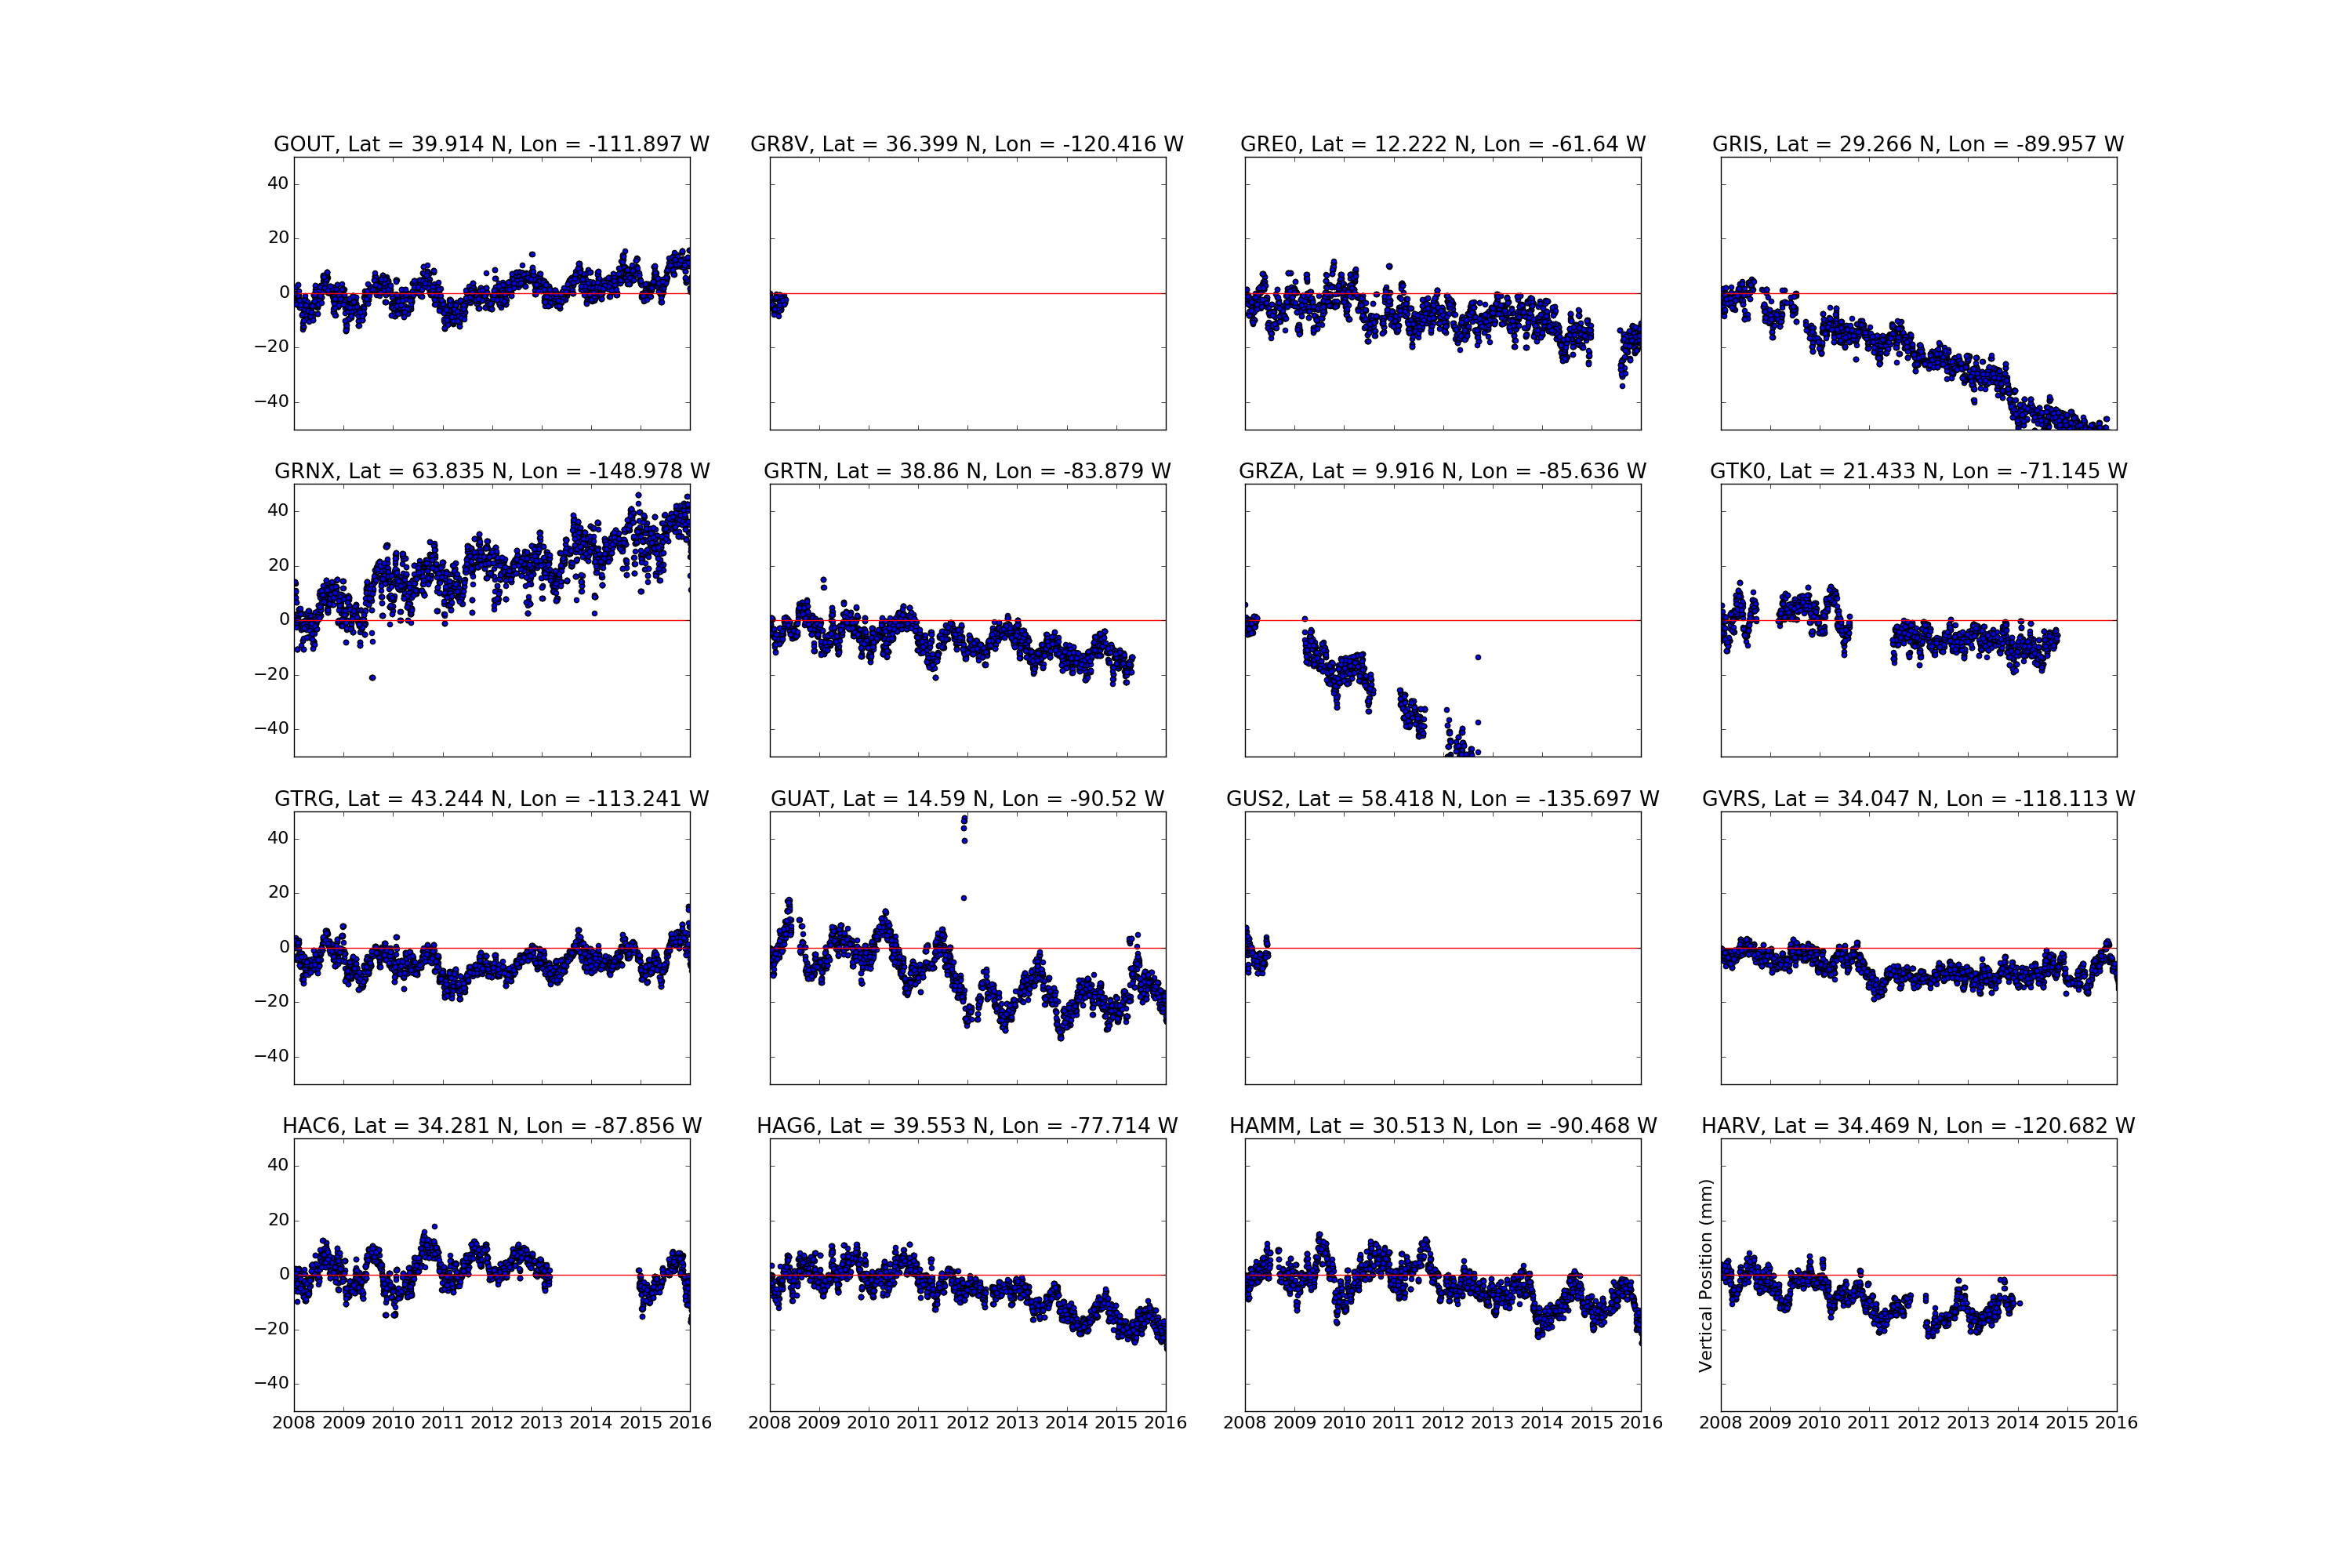 GOUT, Lat = 39.914 N, Lon = -111.897 W
GR8V, Lat = 36.399 N, Lon = -120.416 W
GRE0, Lat = 12.222 N, Lon = -61.64 W
GRIS, Lat = 29.266 N, Lon = -89.957 W
40
20
0
−20
−40
GRNX, Lat = 63.835 N, Lon = -148.978 W
GRTN, Lat = 38.86 N, Lon = -83.879 W
GRZA, Lat = 9.916 N, Lon = -85.636 W
GTK0, Lat = 21.433 N, Lon = -71.145 W
40
20
0
−20
−40
GTRG, Lat = 43.244 N, Lon = -113.241 W
GUAT, Lat = 14.59 N, Lon = -90.52 W
GUS2, Lat = 58.418 N, Lon = -135.697 W
GVRS, Lat = 34.047 N, Lon = -118.113 W
40
20
0
−20
−40
HAC6, Lat = 34.281 N, Lon = -87.856 W
HAG6, Lat = 39.553 N, Lon = -77.714 W
HAMM, Lat = 30.513 N, Lon = -90.468 W
HARV, Lat = 34.469 N, Lon = -120.682 W
40
20
0
−20
−40
Vertical Position (mm)
2008 2009 2010 2011 2012 2013 2014 2015 2016
2008 2009 2010 2011 2012 2013 2014 2015 2016
2008 2009 2010 2011 2012 2013 2014 2015 2016
2008 2009 2010 2011 2012 2013 2014 2015 2016